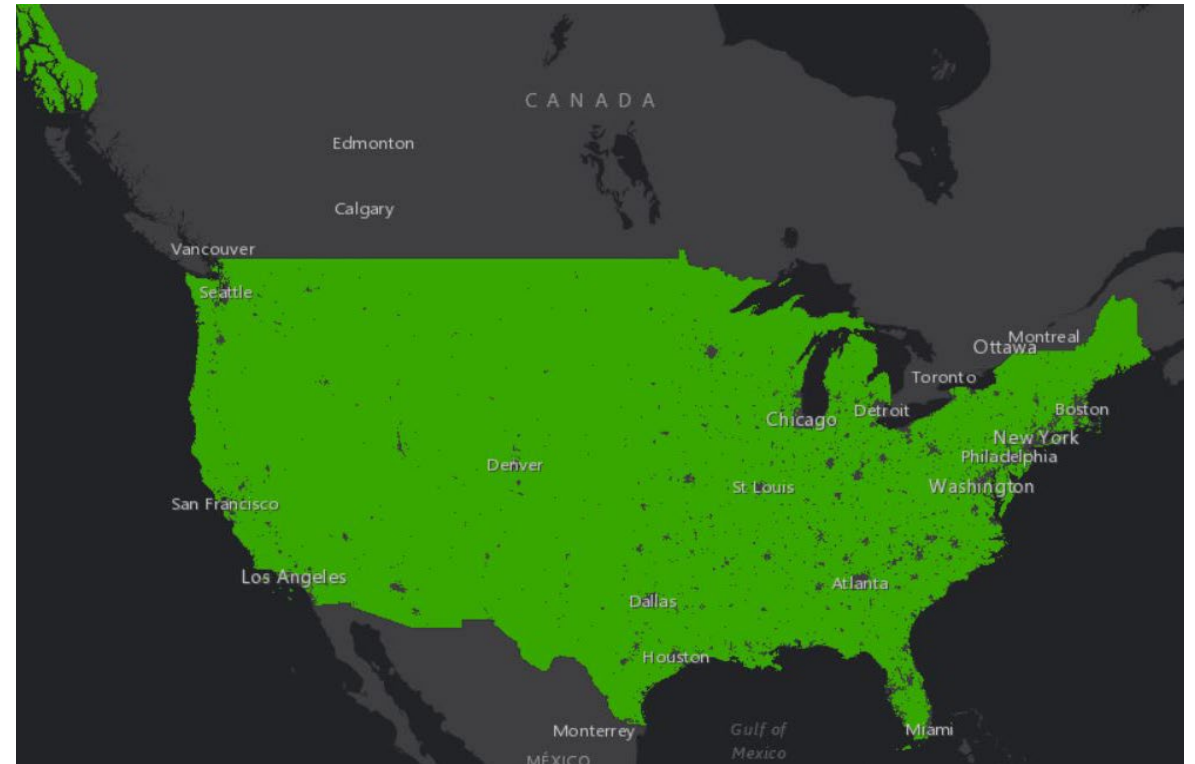 CANADA
Edmonton
Calgary
Vancouver
Seattle
Montreal
Ottawa
Toronto
Boston
Detroit
Chicago
New York
Philadelphia
Denver
St Louis
Washington
San Francisco
Los Angeles
Atlanta
Dallas
Houston
Monterrey
Gulf of
Mexico
Miami
MÉXICO